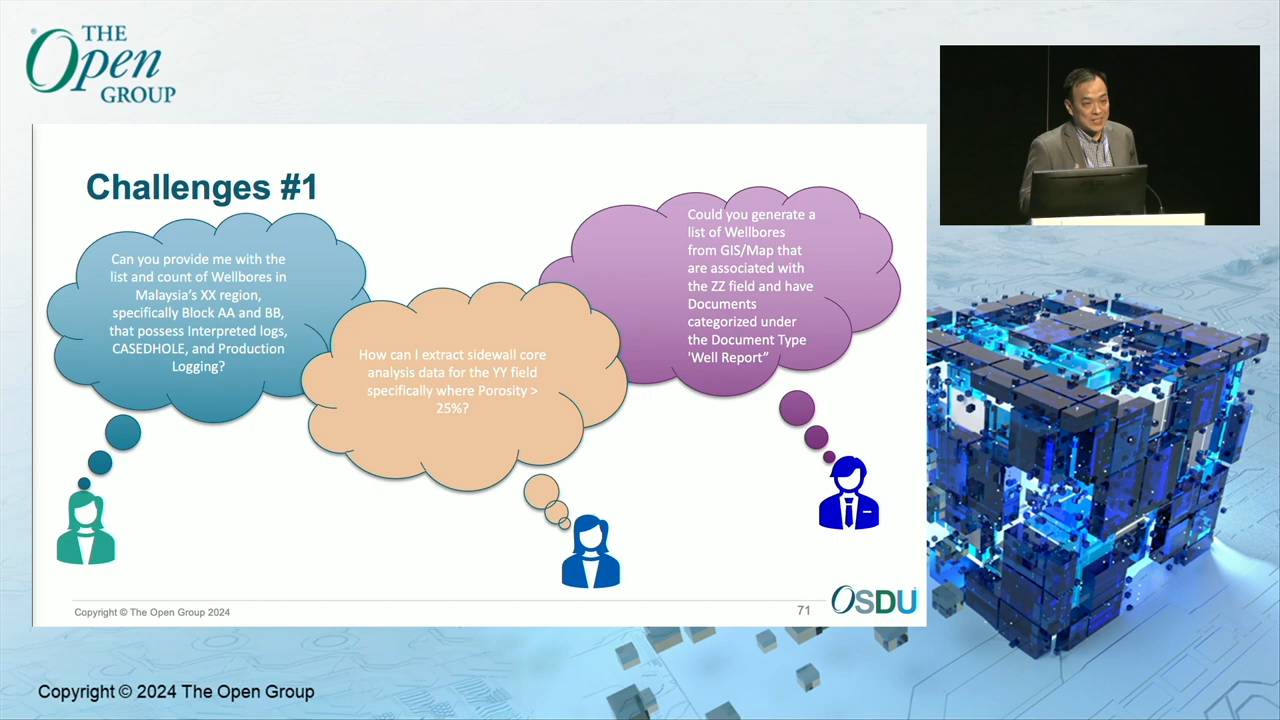 THE
Open
GROUP
Challenges #1
Can you provide me with the
list and count of Wellbores in
Malaysia's XX region,
specifically Block AA and BB,
that possess Interpreted logs,
CASEDHOLE, and Production
Logging?
How can I extract sidewall core
analysis data for the YY field
specifically where Porosity >
25%?
Could you generate a
list of Wellbores
from GIS/Map that
are associated with
the ZZ field and have
Documents
categorized under
the Document Type
'Well Report”
Copyright © The Open Group 2024
71
OSDU
Copyright © 2024 The Open Group